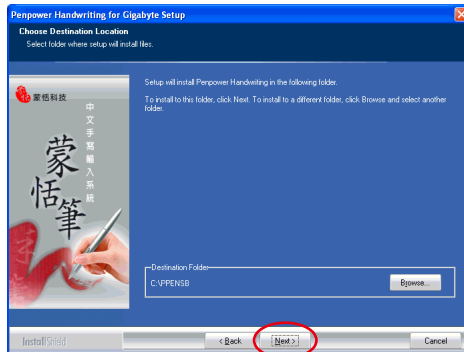 Penpower Handwriting for Gigabyte Setup
Choose Destination Location
Select folder where setup will install files.
蒙恬科技
中文手寫輸入系統
蒙恬筆
Setup will install Penpower Handwriting in the following folder.
To install to this folder, click Next. To install to a different folder, click Browse and select another
folder.
Destination Folder
C:\PPENSB
Browse...
InstallShield
< Back
Next >
Cancel